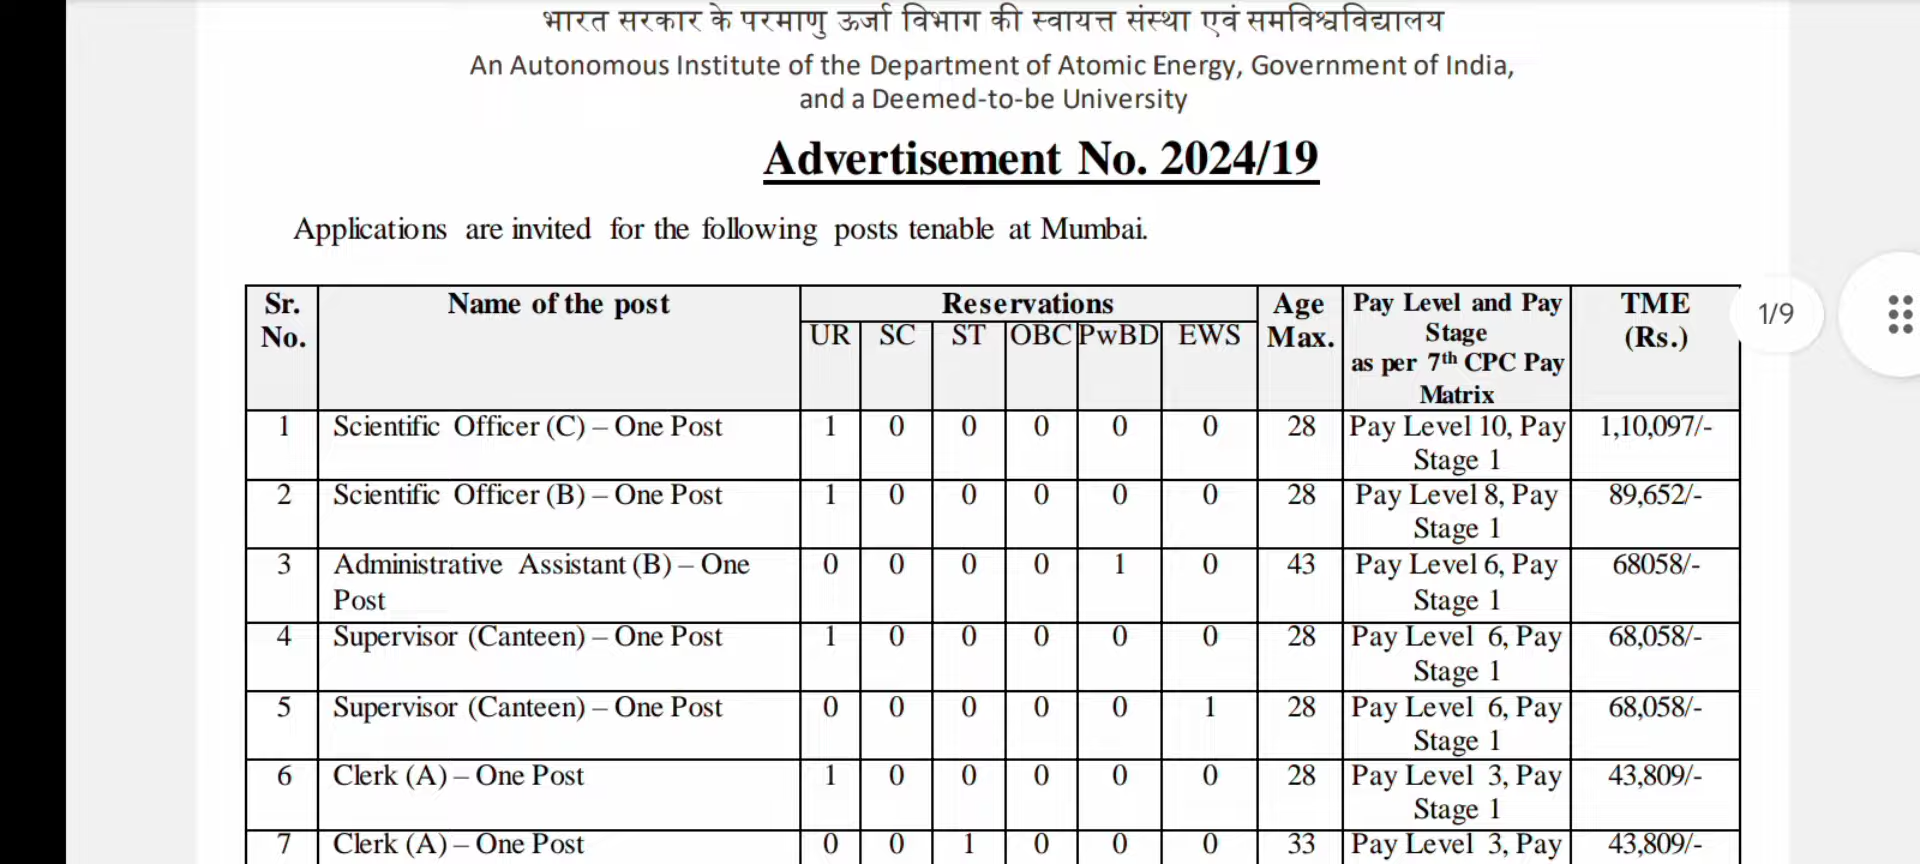 भारत सरकार के परमाणु ऊर्जा विभाग की स्वायत्त संस्था एवं समविश्वविद्यालय
An Autonomous Institute of the Department of Atomic Energy, Government of India,
and a Deemed-to-be University
Advertisement No. 2024/19
Applications are invited for the following posts tenable at Mumbai.
Sr. No. Name of the post Reservations Age Max. Pay Level and Pay Stage as per 7th CPC Pay Matrix TME (Rs.)
UR SC ST OBC PwBD EWS
1/9
1 Scientific Officer (C) – One Post 1 0 0 0 0 0 28 Pay Level 10, Pay Stage 1 1,10,097/-
2 Scientific Officer (B) – One Post 1 0 0 0 0 0 28 Pay Level 8, Pay Stage 1 89,652/-
3 Administrative Assistant (B) – One Post 0 0 0 0 1 0 43 Pay Level 6, Pay Stage 1 68058/-
4 Supervisor (Canteen) – One Post 1 0 0 0 0 0 28 Pay Level 6, Pay Stage 1 68,058/-
5 Supervisor (Canteen) – One Post 0 0 0 0 0 1 28 Pay Level 6, Pay Stage 1 68,058/-
6 Clerk (A) – One Post 1 0 0 0 0 0 28 Pay Level 3, Pay Stage 1 43,809/-
7 Clerk (A) – One Post 0 0 1 0 0 0 33 Pay Level 3, Pay 43,809/-